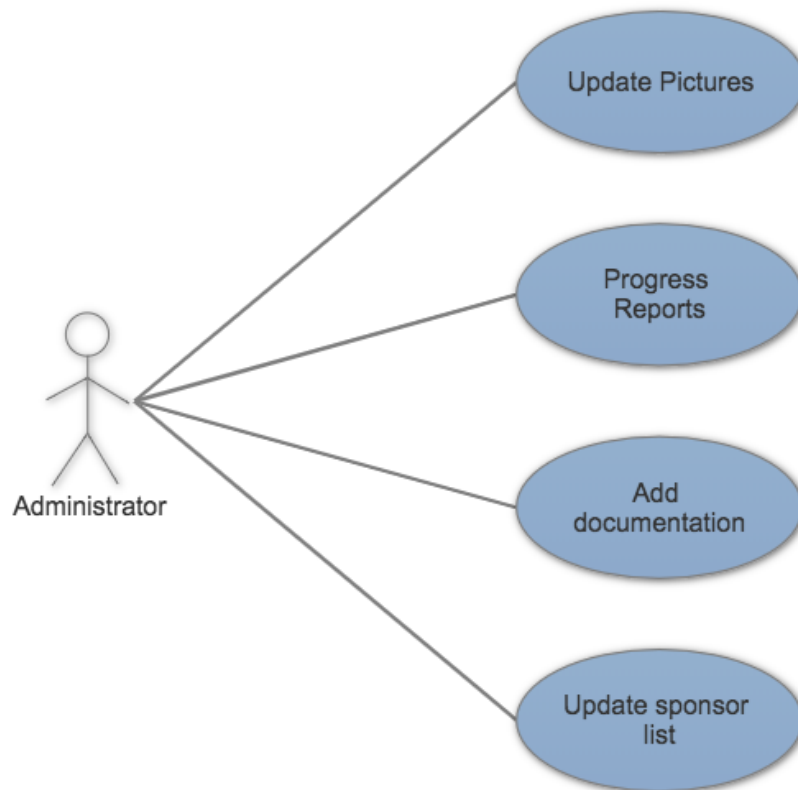 Update Pictures
Progress
Reports
Administrator
Add
documentation
Update sponsor
list